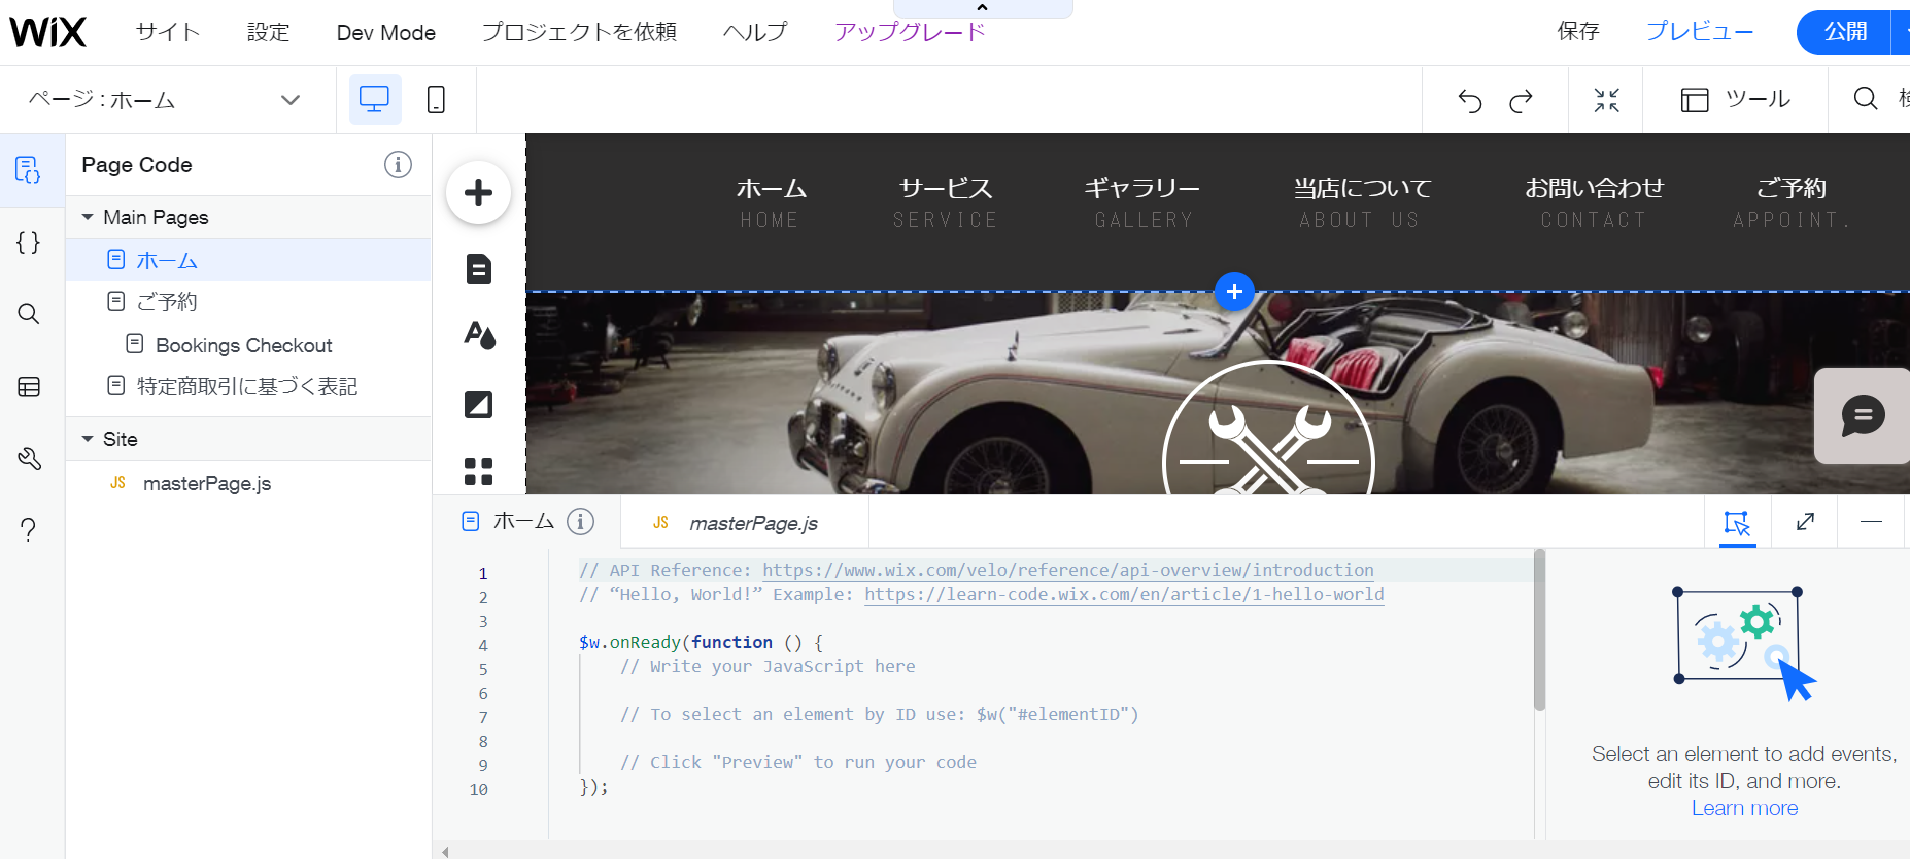 WiX サイト 設定 Dev Mode プロジェクトを依頼 ヘルプ アップグレード 保存 プレビュー 公開
ページ : ホーム ツール
Page Code
Main Pages
ホーム
ご予約
Bookings Checkout
特定商取引に基づく表記
Site
JS masterPage.js
ホーム サービス ギャラリー 当店について お問い合わせ ご予約
HOME SERVICE GALLERY ABOUT US CONTACT APPOINT.
ホーム JS masterPage.js
1 // API Reference: https://www.wix.com/velo/reference/api-overview/introduction
2 // “Hello, World!” Example: https://learn-code.wix.com/en/article/1-hello-world
3
4 $w.onReady(function () {
5 // Write your JavaScript here
6
7 // To select an element by ID use: $w("#elementID")
8
9 // Click "Preview" to run your code
10 });
Select an element to add events,
edit its ID, and more.
Learn more